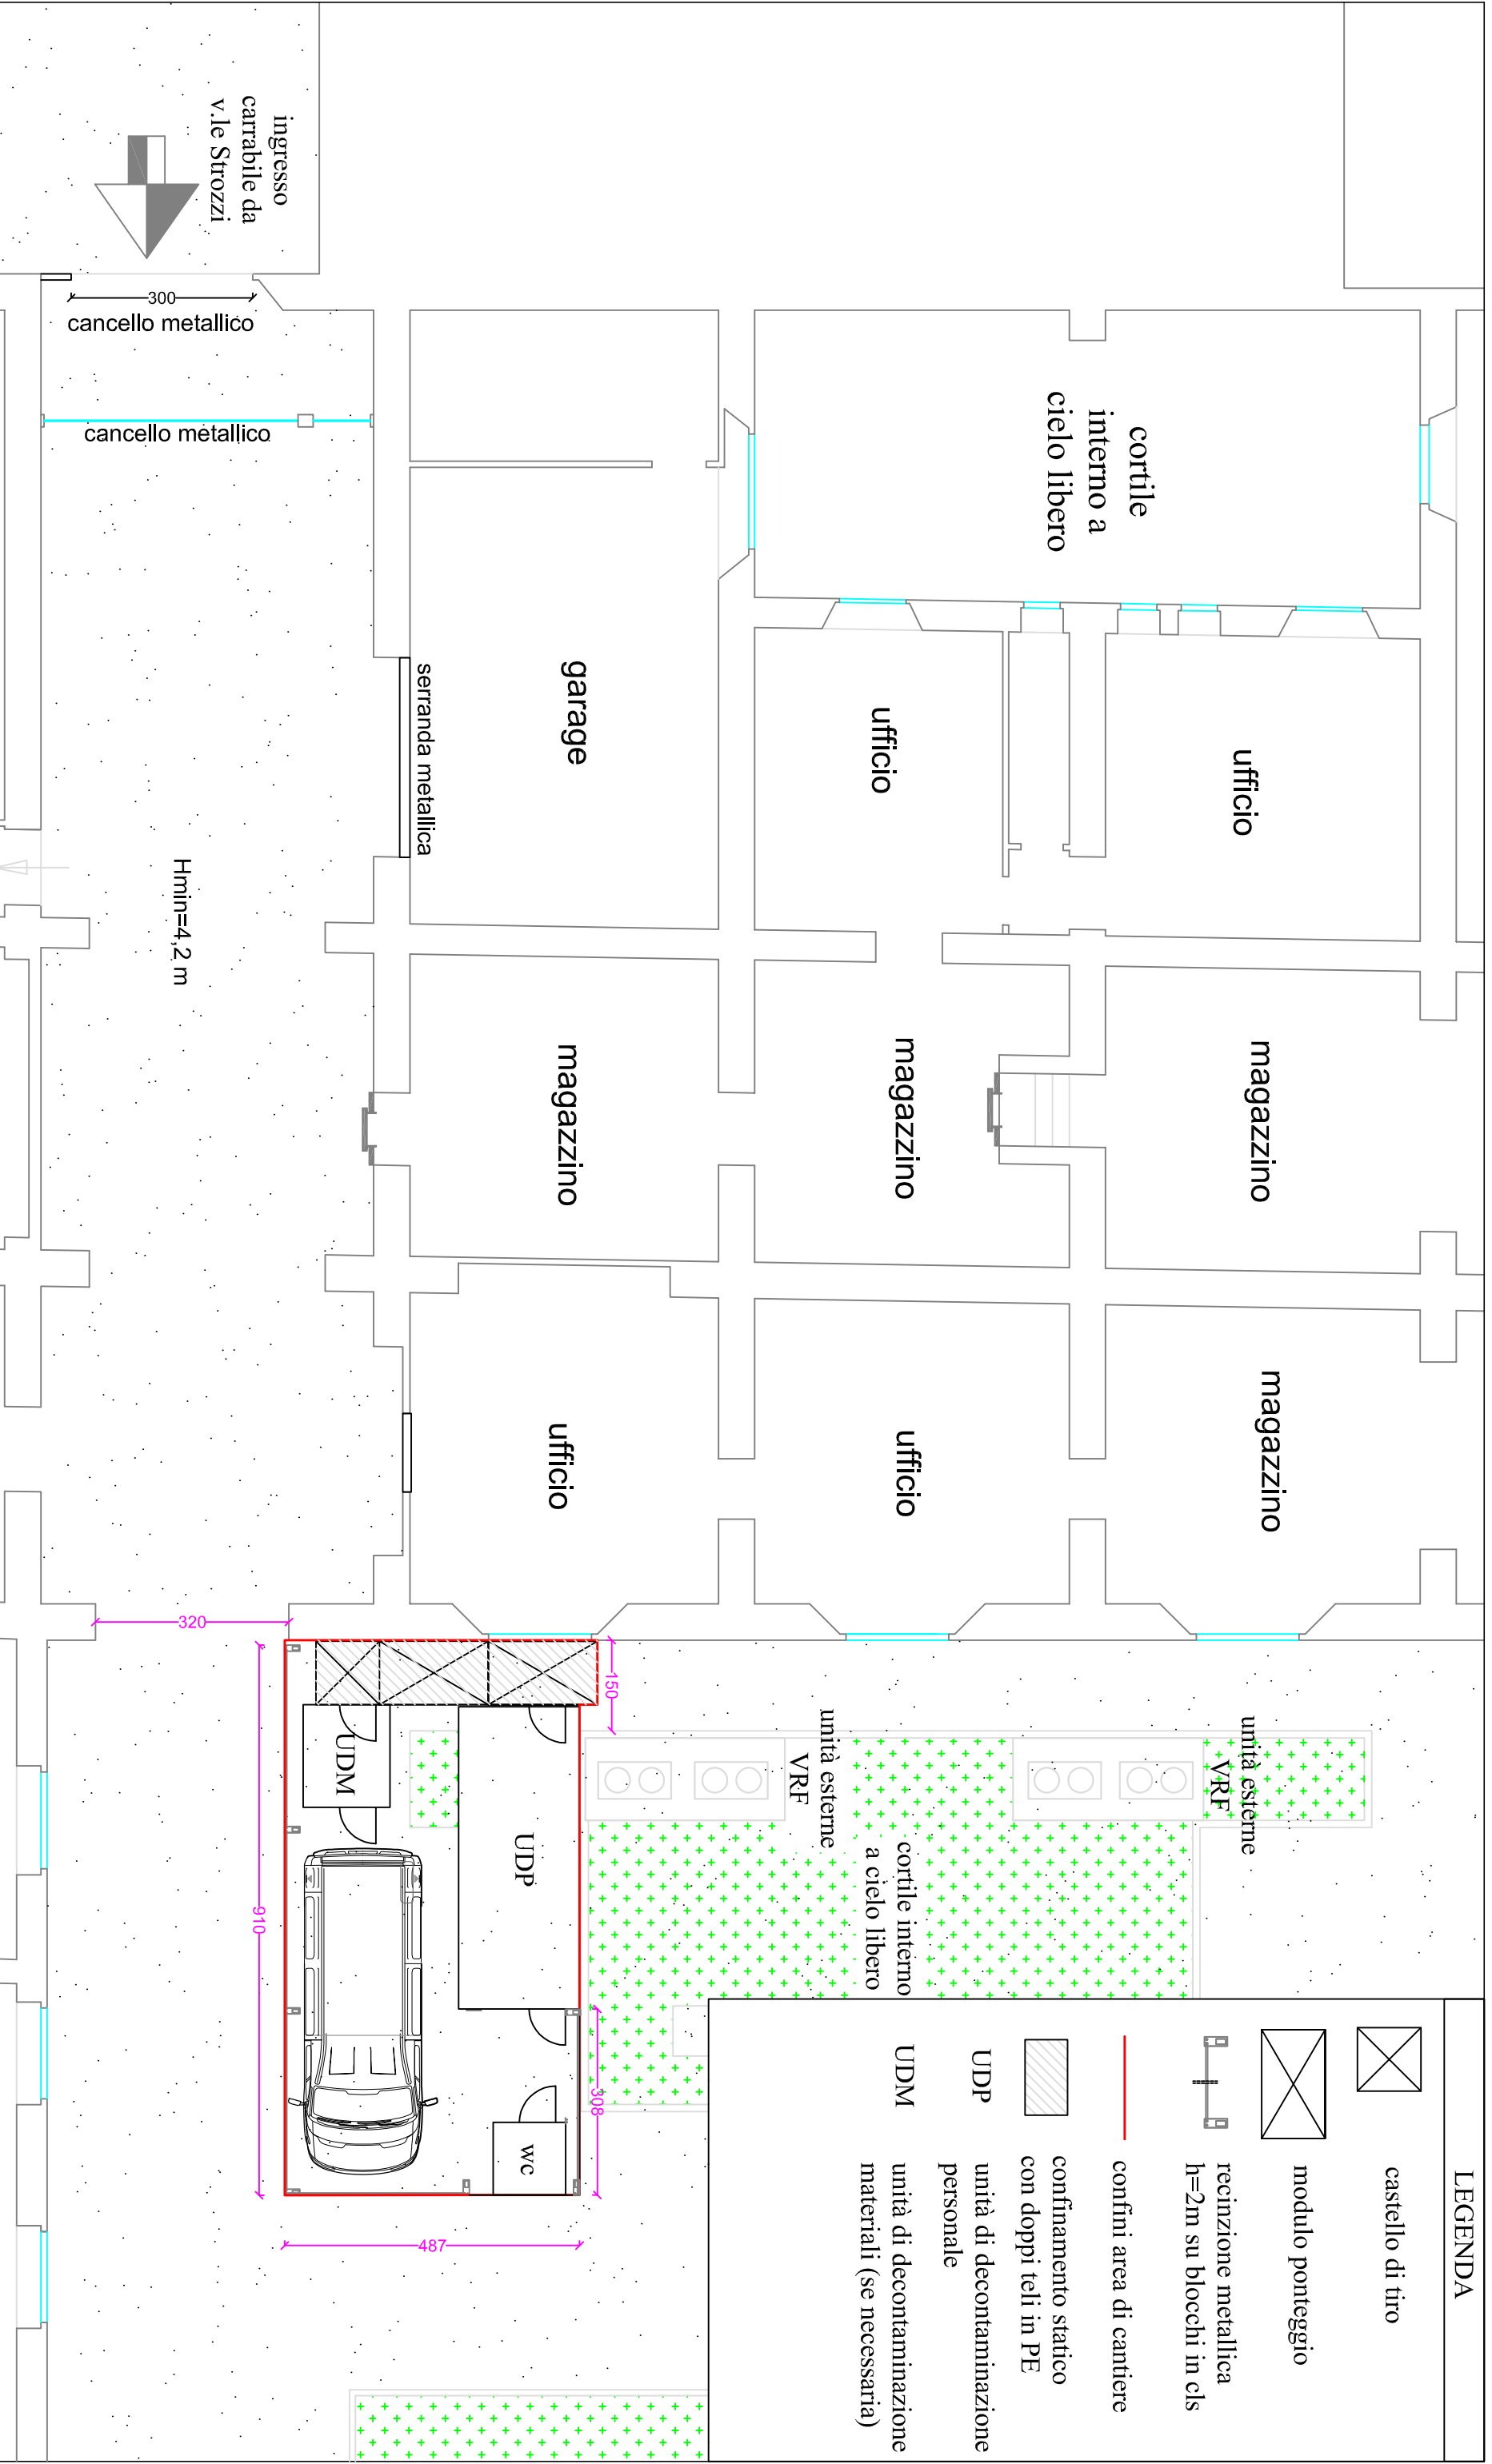 LEGENDA
castello di tiro
modulo ponteggio
recinzione metallica
h=2m su blocchi in cls
confini area di cantiere
confinamento statico
con doppi teli in PE
UDP
unità di decontaminazione
personale
UDM
unità di decontaminazione
materiali (se necessaria)
cortile
interno a
cielo libero
ufficio
magazzino
magazzino
unità esterne
VRF
ufficio
magazzino
ufficio
unità esterne
VRF
cortile interno
a cielo libero
garage
magazzino
ufficio
150
308
serranda metallica
UDP
wc
UDM
487
910
320
ingresso
carrabile da
v.le Strozzi
300
cancello metallico
cancello metallico
Hmin=4,2 m